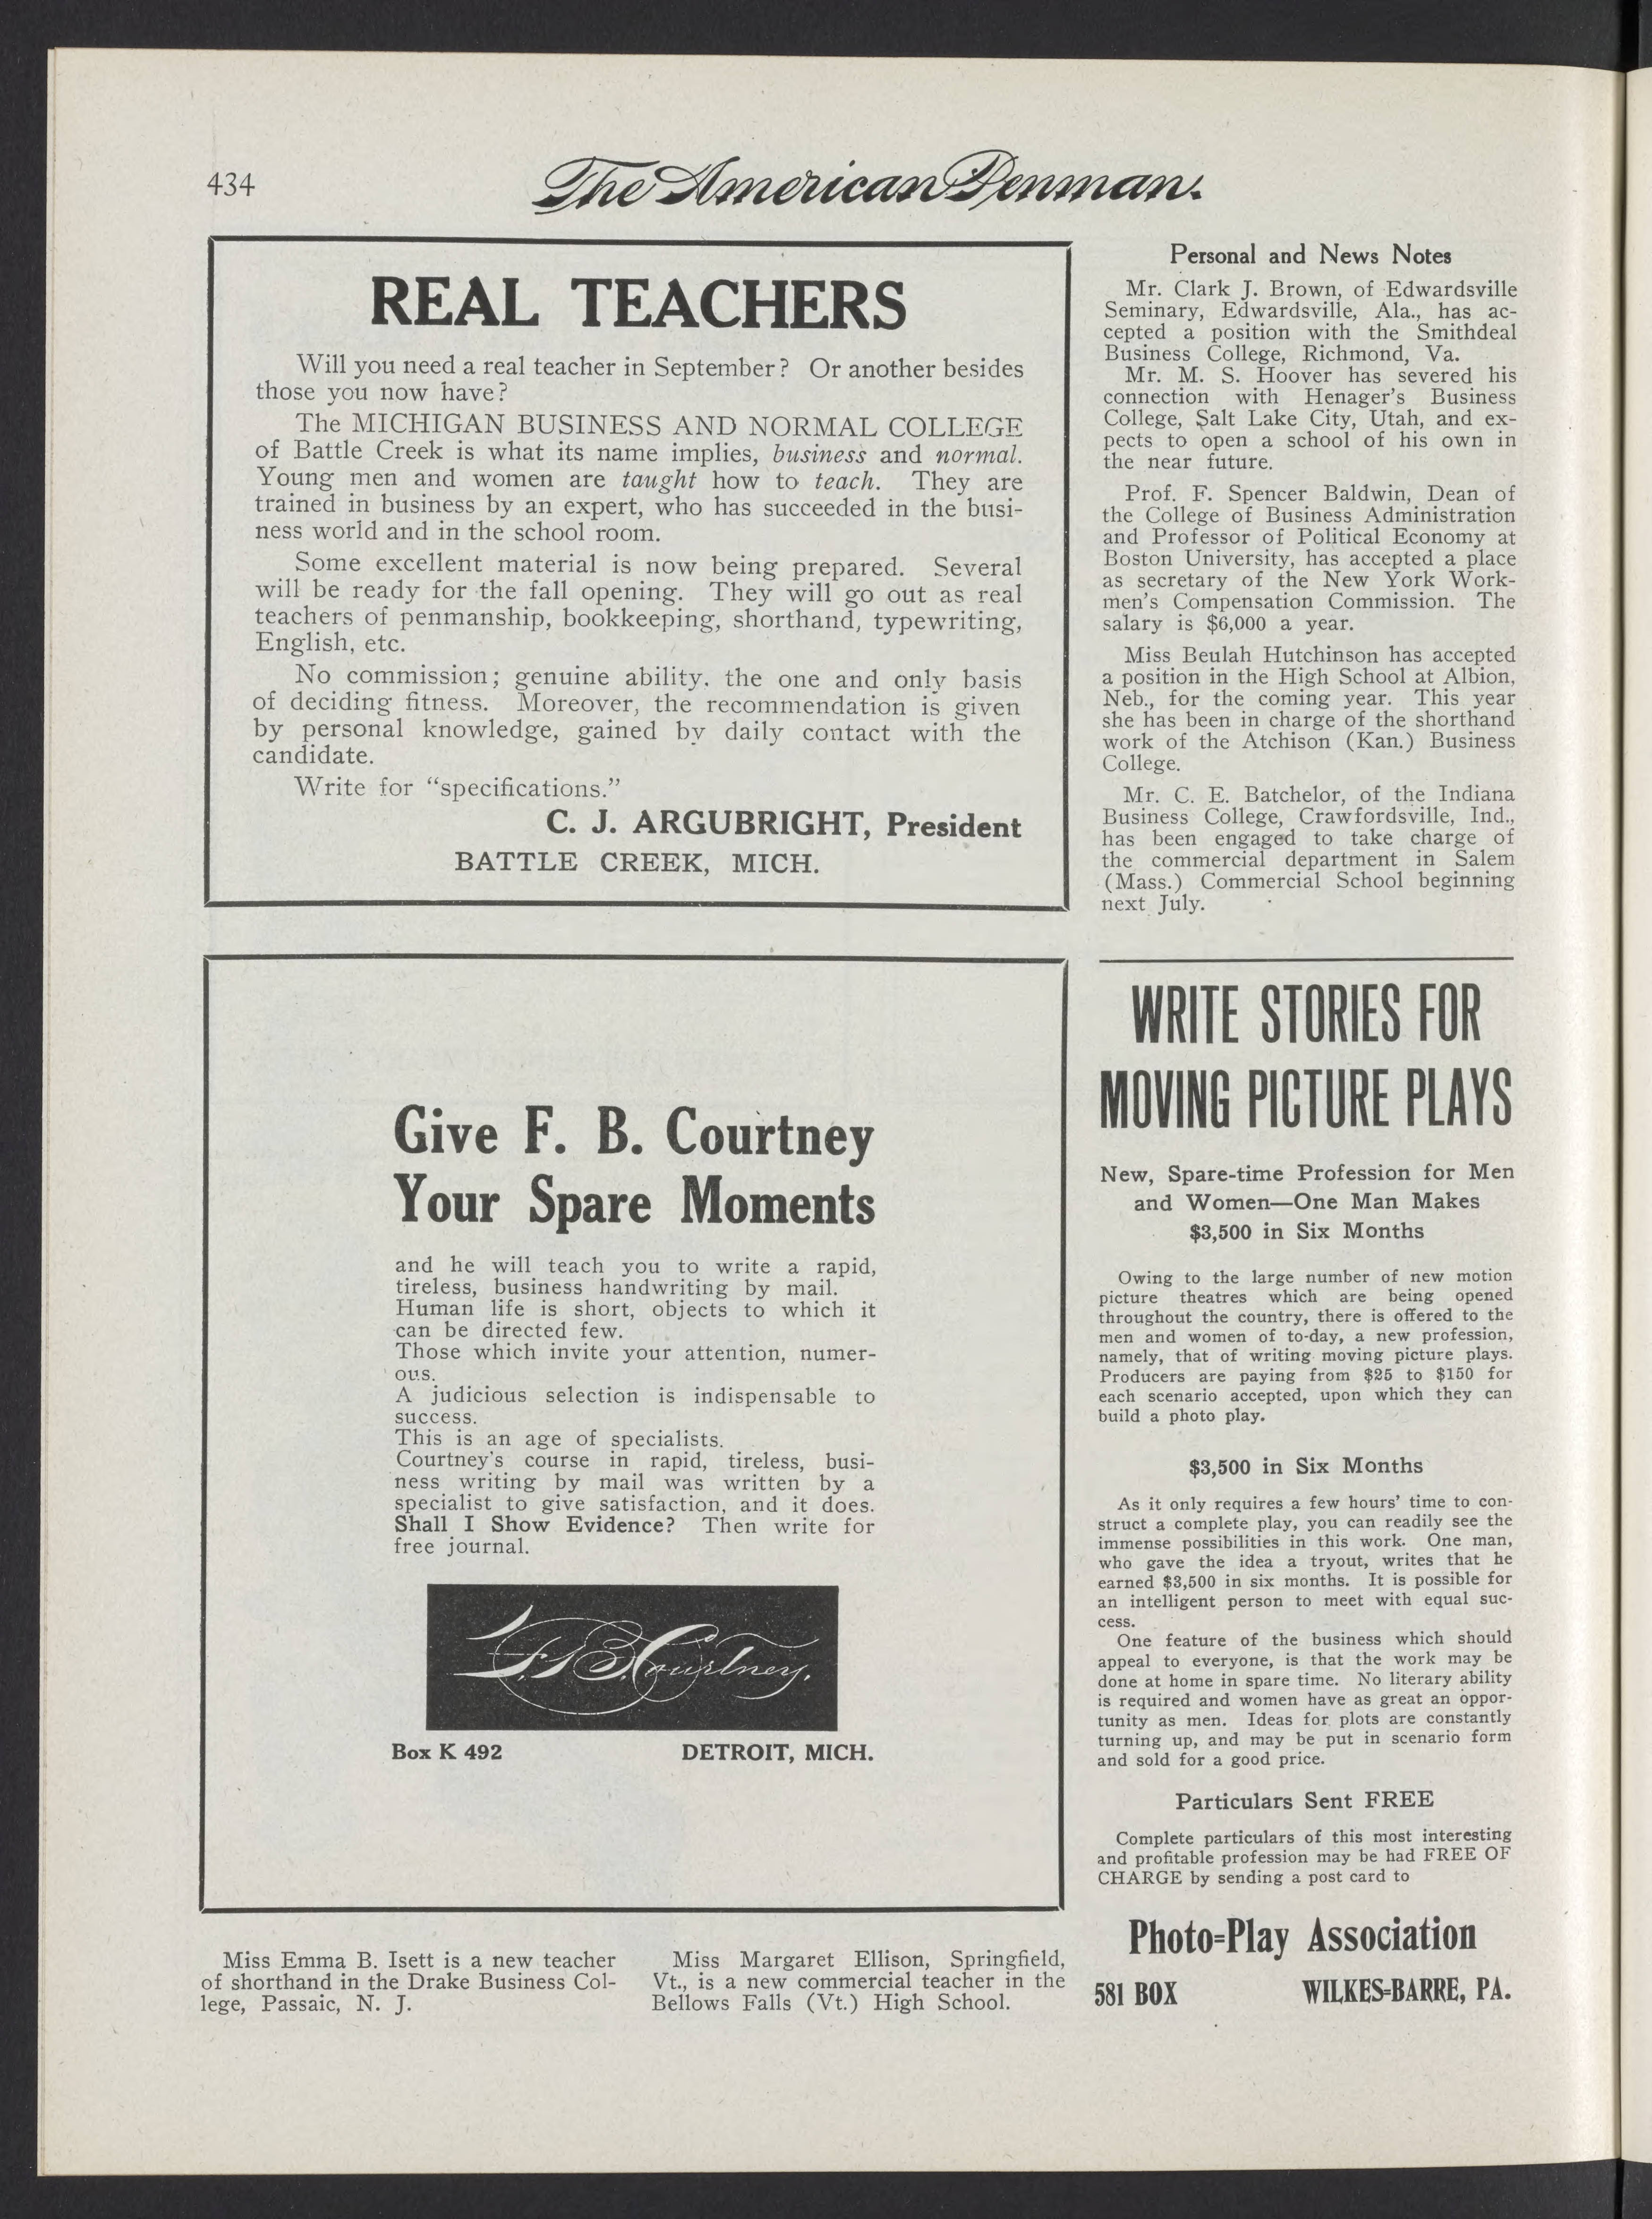 434
The American Penman.
REAL TEACHERS
Will you need a real teacher in September? Or another besides
those you now have?
The MICHIGAN BUSINESS AND NORMAL COLLEGE
of Battle Creek is what its name implies, business and normal.
Young men and women are taught how to teach. They are
trained in business by an expert, who has succeeded in the busi-
ness world and in the school room.
Some excellent material is now being prepared. Several
will be ready for the fall opening. They will go out as real
teachers of penmanship, bookkeeping, shorthand, typewriting,
English, etc.
No commission; genuine ability. the one and only basis
of deciding fitness. Moreover, the recommendation is given
by personal knowledge, gained by daily contact with the
candidate.
Write for “specifications.”
C. J. ARGUBRIGHT, President
BATTLE CREEK, MICH.
Give F. B. Courtney
Your Spare Moments
and he will teach you to write a rapid,
tireless, business handwriting by mail.
Human life is short, objects to which it
can be directed few.
Those which invite your attention, numer-
ous.
A judicious selection is indispensable to
success.
This is an age of specialists.
Courtney's course in rapid, tireless, busi-
ness writing by mail was written by a
specialist to give satisfaction, and it does.
Shall I Show Evidence? Then write for
free journal.
F. B. Courtney.
Box K 492 DETROIT, MICH.
Miss Emma B. Isett is a new teacher
of shorthand in the Drake Business Col-
lege, Passaic, N. J.
Miss Margaret Ellison, Springfield,
Vt., is a new commercial teacher in the
Bellows Falls (Vt.) High School.
Personal and News Notes
Mr. Clark J. Brown, of Edwardsville
Seminary, Edwardsville, Ala., has ac-
cepted a position with the Smithdeal
Business College, Richmond, Va.
Mr. M. S. Hoover has severed his
connection with Henager's Business
College, Salt Lake City, Utah, and ex-
pects to open a school of his own in
the near future.
Prof. F. Spencer Baldwin, Dean of
the College of Business Administration
and Professor of Political Economy at
Boston University, has accepted a place
as secretary of the New York Work-
men's Compensation Commission. The
salary is $6,000 a year.
Miss Beulah Hutchinson has accepted
a position in the High School at Albion,
Neb., for the coming year. This year
she has been in charge of the shorthand
work of the Atchison (Kan.) Business
College.
Mr. C. E. Batchelor, of the Indiana
Business College, Crawfordsville, Ind.,
has been engaged to take charge of
the commercial department in Salem
(Mass.) Commercial School beginning
next July.
WRITE STORIES FOR
MOVING PICTURE PLAYS
New, Spare-time Profession for Men
and Women—One Man Makes
$3,500 in Six Months
Owing to the large number of new motion
picture theatres which are being opened
throughout the country, there is offered to the
men and women of to-day, a new profession,
namely, that of writing moving picture plays.
Producers are paying from $25 to $150 for
each scenario accepted, upon which they can
build a photo play.
$3,500 in Six Months
As it only requires a few hours' time to con-
struct a complete play, you can readily see the
immense possibilities in this work. One man,
who gave the idea a tryout, writes that he
earned $3,500 in six months. It is possible for
an intelligent person to meet with equal suc-
cess.
One feature of the business which should
appeal to everyone, is that the work may be
done at home in spare time. No literary ability
is required and women have as great an oppor-
tunity as men. Ideas for plots are constantly
turning up, and may be put in scenario form
and sold for a good price.
Particulars Sent FREE
Complete particulars of this most interesting
and profitable profession may be had FREE OF
CHARGE by sending a post card to
Photo=Play Association
581 BOX WILKES=BARRE, PA.